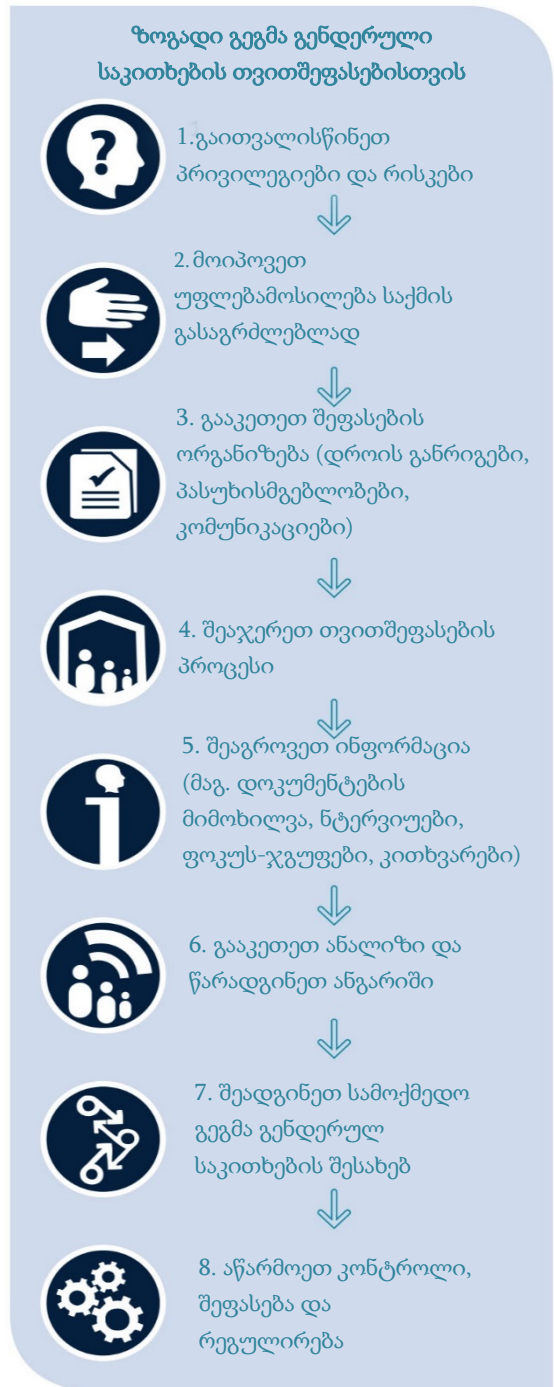 ზოგადი გეგმა გენდერული
საკითხების თვითშეფასებისთვის
1.გაითვალისწინეთ
პრივილეგიები და რისკები
2.მოიპოვეთ
უფლებამოსილება საქმის
გასაგრძლებლად
3. გააკეთეთ შეფასების
ორგანიზება (დროის განრიგები,
პასუხისმგებლობები,
კომუნიკაციები)
4. შეაჯერეთ თვითშეფასების
პროცესი
5. შეაგროვეთ ინფორმაცია
(მაგ. დოკუმენტების
მიმოხილვა, ნტერვიუები,
ფოკუს-ჯგუფები, კითხვარები)
6. გააკეთეთ ანალიზი და
წარადგინეთ ანგარიში
7. შეადგინეთ სამოქმედო
გეგმა გენდერულ
საკითხების შესახებ
8. აწარმოეთ კონტროლი,
შეფასება და
რეგულირება